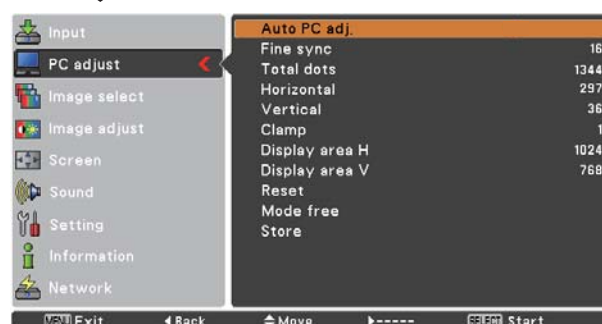 Input
PC adjust
Image select
Image adjust
Screen
Sound
Setting
Information
Network
Auto PC adj.
Fine sync 16
Total dots 1344
Horizontal 297
Vertical 36
Clamp 1
Display area H 1024
Display area V 768
Reset
Mode free
Store
MENU Exit ◀Back ▲▼Move ▶----- SELECT Start